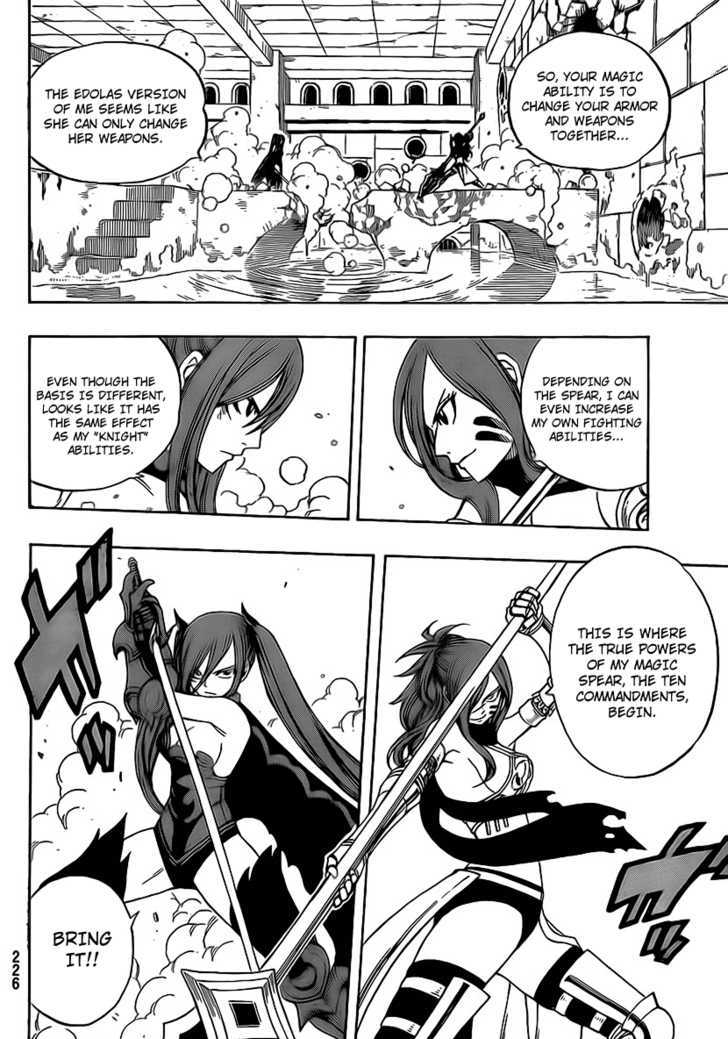 SO, YOUR MAGIC
ABILITY IS TO
CHANGE YOUR ARMOR
AND WEAPONS
TOGETHER...
THE EDOLAS VERSION
OF ME SEEMS LIKE
SHE CAN ONLY CHANGE
HER WEAPONS.
DEPENDING ON
THE SPEAR, I CAN
EVEN INCREASE
MY OWN FIGHTING
ABILITIES...
EVEN THOUGH THE
BASIS IS DIFFERENT,
LOOKS LIKE IT HAS
THE SAME EFFECT
AS MY "KNIGHT"
ABILITIES.
THIS IS WHERE
THE TRUE POWERS
OF MY MAGIC
SPEAR, THE TEN
COMMANDMENTS,
BEGIN.
BRING
IT!!
226